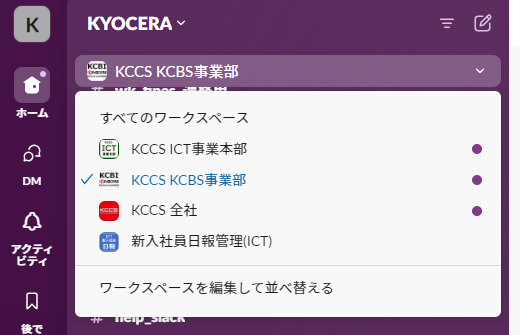 K
KYOCERA
KCCS KCBS事業部
ホーム
すべてのワークスペース
KCCS ICT事業本部
DM
KCCS KCBS事業部
KCCS 全社
アクティ
ビティ
新入社員日報管理(ICT)
ワークスペースを編集して並べ替える
# help_slack
後で